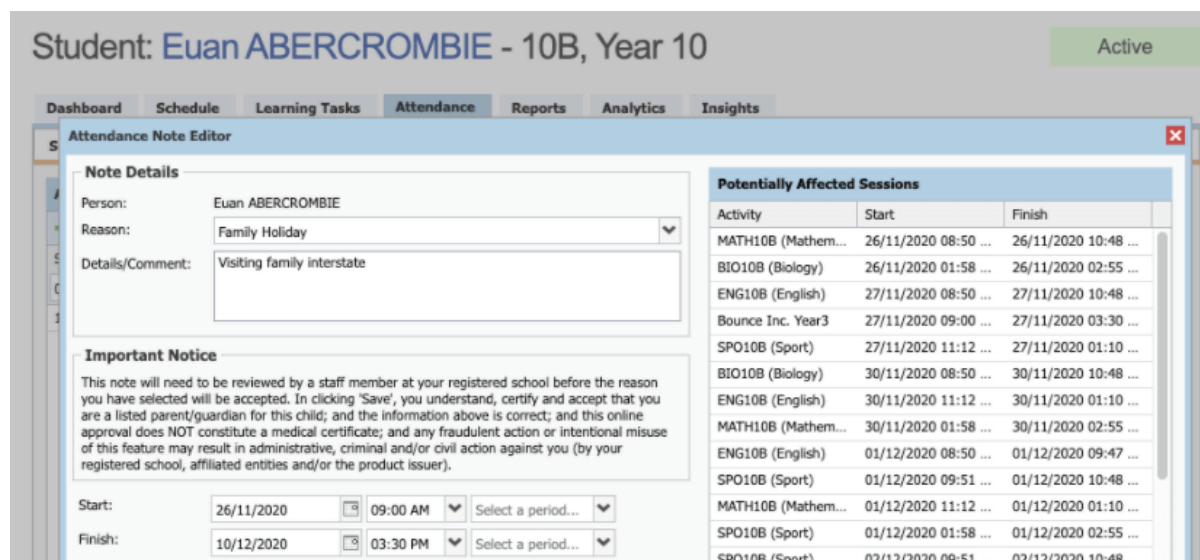 Student: Euan ABERCROMBIE - 10B, Year 10
Active
Dashboard Schedule Learning Tasks Attendance Reports Analytics Insights
Attendance Note Editor
Note Details
Person: Euan ABERCROMBIE
Reason: Family Holiday
Details/Comment: Visiting family interstate
Important Notice
This note will need to be reviewed by a staff member at your registered school before the reason
you have selected will be accepted. In clicking 'Save', you understand, certify and accept that you
are a listed parent/guardian for this child; and the information above is correct; and this online
approval does NOT constitute a medical certificate; and any fraudulent action or intentional misuse
of this feature may result in administrative, criminal and/or civil action against you (by your
registered school, affiliated entities and/or the product issuer).
Start: 26/11/2020 09:00 AM Select a period...
Finish: 10/12/2020 03:30 PM Select a period...
Potentially Affected Sessions
Activity Start Finish
MATH10B (Mathem... 26/11/2020 08:50 ... 26/11/2020 10:48 ...
BIO10B (Biology) 26/11/2020 01:58 ... 26/11/2020 02:55 ...
ENG10B (English) 27/11/2020 08:50 ... 27/11/2020 10:48 ...
Bounce Inc. Year3 27/11/2020 09:00 ... 27/11/2020 03:30 ...
SPO10B (Sport) 27/11/2020 11:12 ... 27/11/2020 01:10 ...
BIO10B (Biology) 30/11/2020 08:50 ... 30/11/2020 10:48 ...
ENG10B (English) 30/11/2020 11:12 ... 30/11/2020 01:10 ...
MATH10B (Mathem... 30/11/2020 01:58 ... 30/11/2020 02:55 ...
ENG10B (English) 01/12/2020 08:50 ... 01/12/2020 09:47 ...
SPO10B (Sport) 01/12/2020 09:51 ... 01/12/2020 10:48 ...
MATH10B (Mathem... 01/12/2020 11:12 ... 01/12/2020 01:10 ...
SPO10B (Sport) 01/12/2020 01:58 ... 01/12/2020 02:55 ...
SPO10B (Sport) 02/12/2020 09:51 ... 02/12/2020 10:48 ...